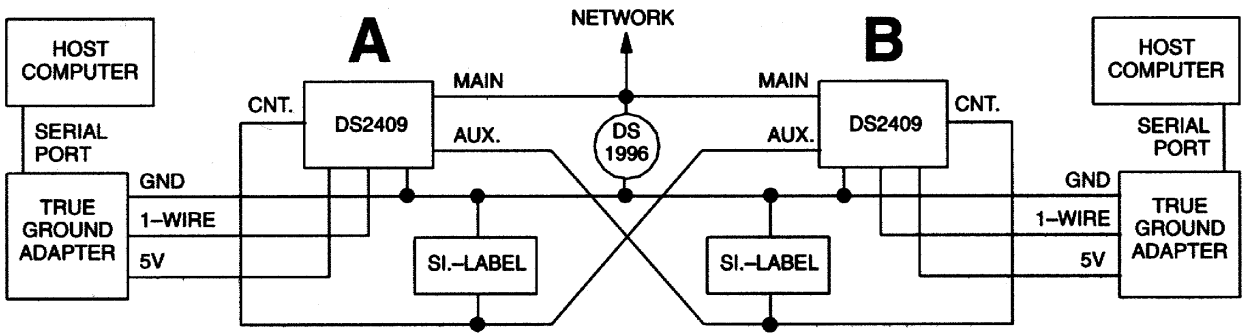 NETWORK
A
B
HOST
COMPUTER
HOST
COMPUTER
MAIN
MAIN
CNT.
CNT.
DS2409
DS2409
SERIAL
PORT
SERIAL
PORT
AUX.
AUX.
DS
1996
GND
GND
TRUE
GROUND
ADAPTER
TRUE
GROUND
ADAPTER
1–WIRE
1–WIRE
5V
5V
SI.–LABEL
SI.–LABEL